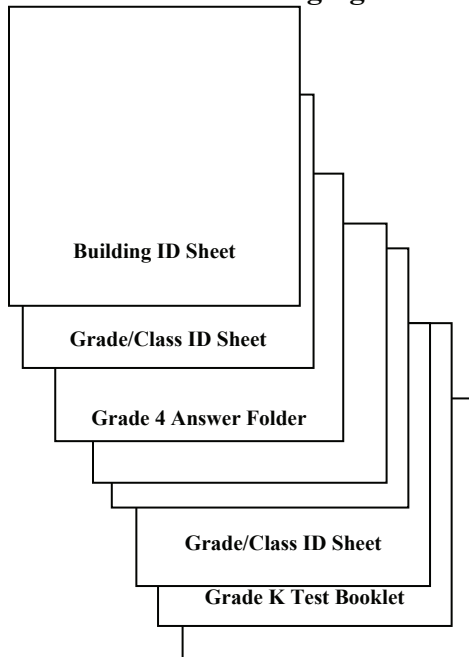 Building ID Sheet
Grade/Class ID Sheet
Grade 4 Answer Folder
Grade/Class ID Sheet
Grade K Test Booklet